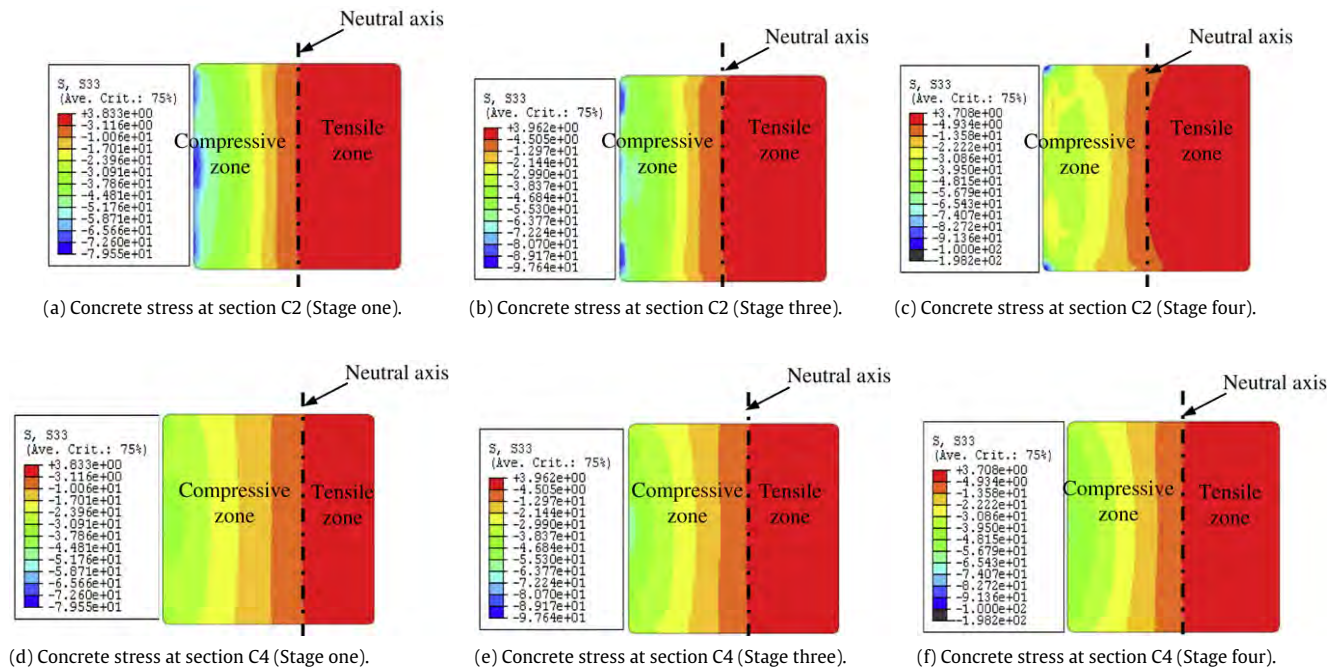 Neutral axis
S, S33
(Ave. Crit.: 75%)
+3.833e+00
-3.116e+00
-1.006e+01
-1.701e+01
-2.396e+01
-3.091e+01
-3.786e+01
-4.481e+01
-5.176e+01
-5.871e+01
-6.566e+01
-7.260e+01
-7.955e+01
Compressive
zone
Tensile
zone
(a) Concrete stress at section C2 (Stage one).
Neutral axis
S, S33
(Ave. Crit.: 75%)
+3.962e+00
-4.505e+00
-1.297e+01
-2.144e+01
-2.990e+01
-3.837e+01
-4.684e+01
-5.530e+01
-6.377e+01
-7.224e+01
-8.070e+01
-8.917e+01
-9.764e+01
Compressive
zone
Tensile
zone
(b) Concrete stress at section C2 (Stage three).
Neutral axis
S, S33
(Ave. Crit.: 75%)
+3.708e+00
-4.934e+00
-1.358e+01
-2.222e+01
-3.086e+01
-3.950e+01
-4.815e+01
-5.679e+01
-6.543e+01
-7.407e+01
-8.272e+01
-9.136e+01
-1.000e+02
-1.982e+02
Compressive
zone
Tensile
zone
(c) Concrete stress at section C2 (Stage four).
Neutral axis
S, S33
(Ave. Crit.: 75%)
+3.833e+00
-3.116e+00
-1.006e+01
-1.701e+01
-2.396e+01
-3.091e+01
-3.786e+01
-4.481e+01
-5.176e+01
-5.871e+01
-6.566e+01
-7.260e+01
-7.955e+01
Compressive
zone
Tensile
zone
(d) Concrete stress at section C4 (Stage one).
Neutral axis
S, S33
(Ave. Crit.: 75%)
+3.962e+00
-4.505e+00
-1.297e+01
-2.144e+01
-2.990e+01
-3.837e+01
-4.684e+01
-5.530e+01
-6.377e+01
-7.224e+01
-8.070e+01
-8.917e+01
-9.764e+01
Compressive
zone
Tensile
zone
(e) Concrete stress at section C4 (Stage three).
Neutral axis
S, S33
(Ave. Crit.: 75%)
+3.708e+00
-4.934e+00
-1.358e+01
-2.222e+01
-3.086e+01
-3.950e+01
-4.815e+01
-5.679e+01
-6.543e+01
-7.407e+01
-8.272e+01
-9.136e+01
-1.000e+02
-1.982e+02
Compressive
zone
Tensile
zone
(f) Concrete stress at section C4 (Stage four).